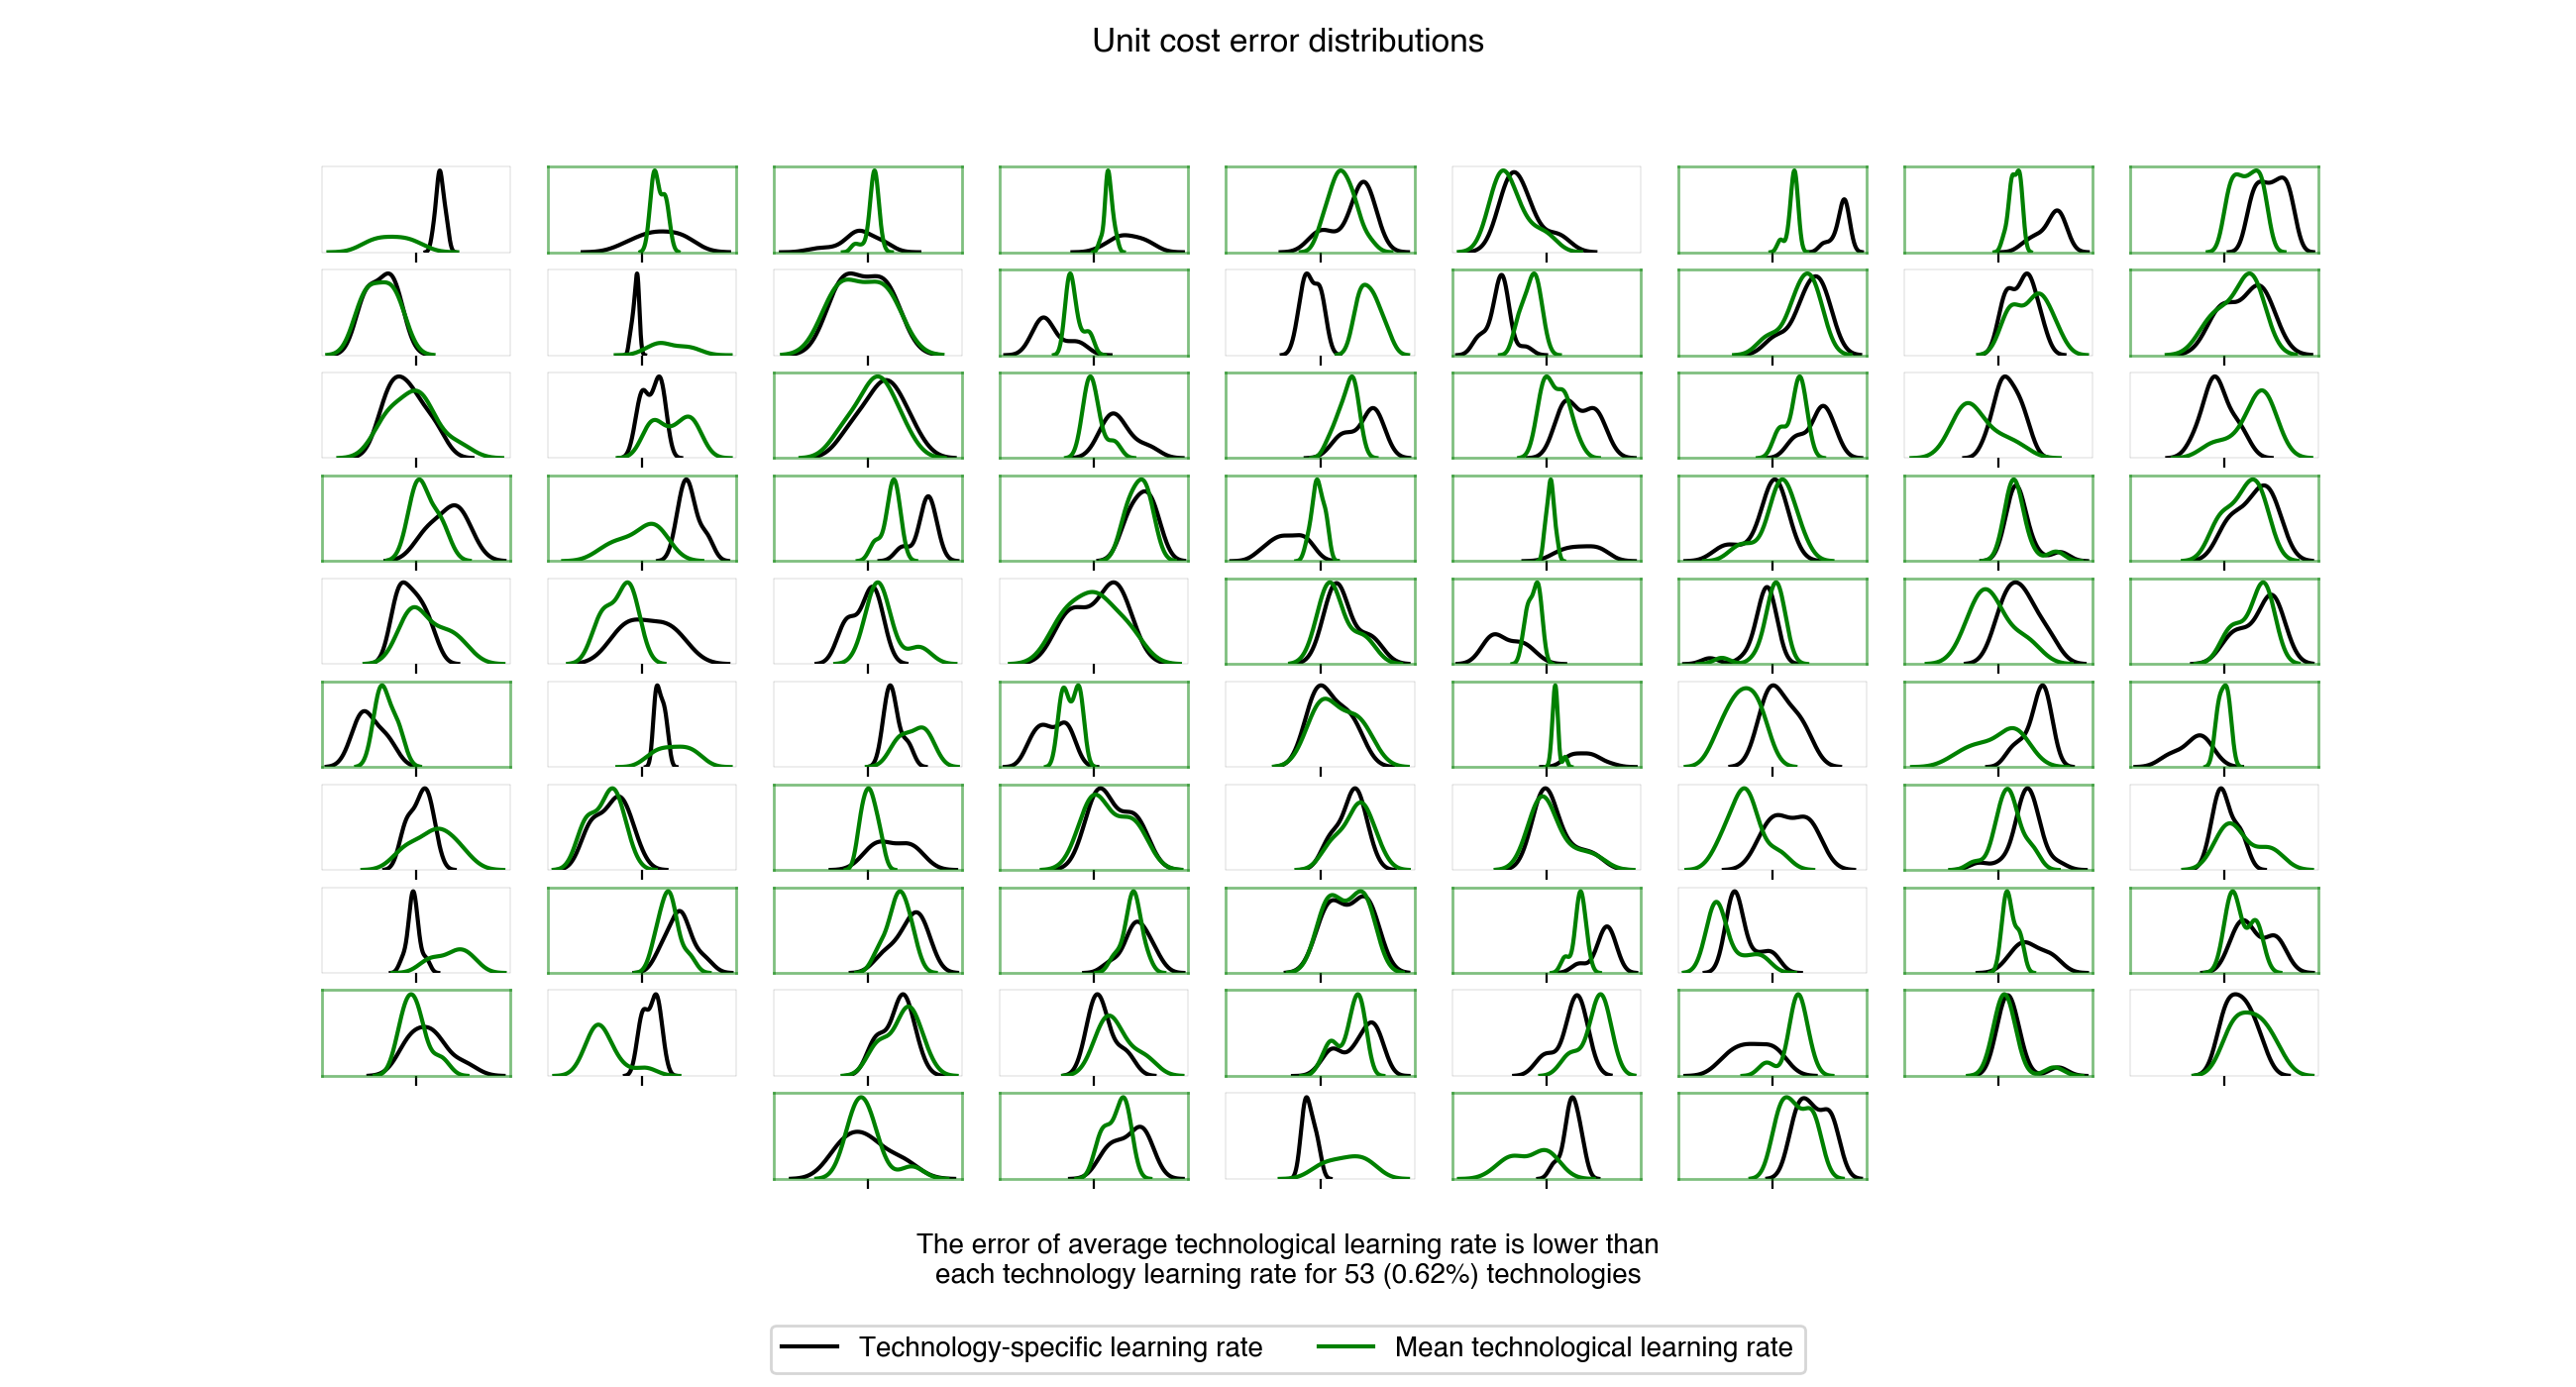 Unit cost error distributions
The error of average technological learning rate is lower than
each technology learning rate for 53 (0.62%) technologies
Technology-specific learning rate
Mean technological learning rate